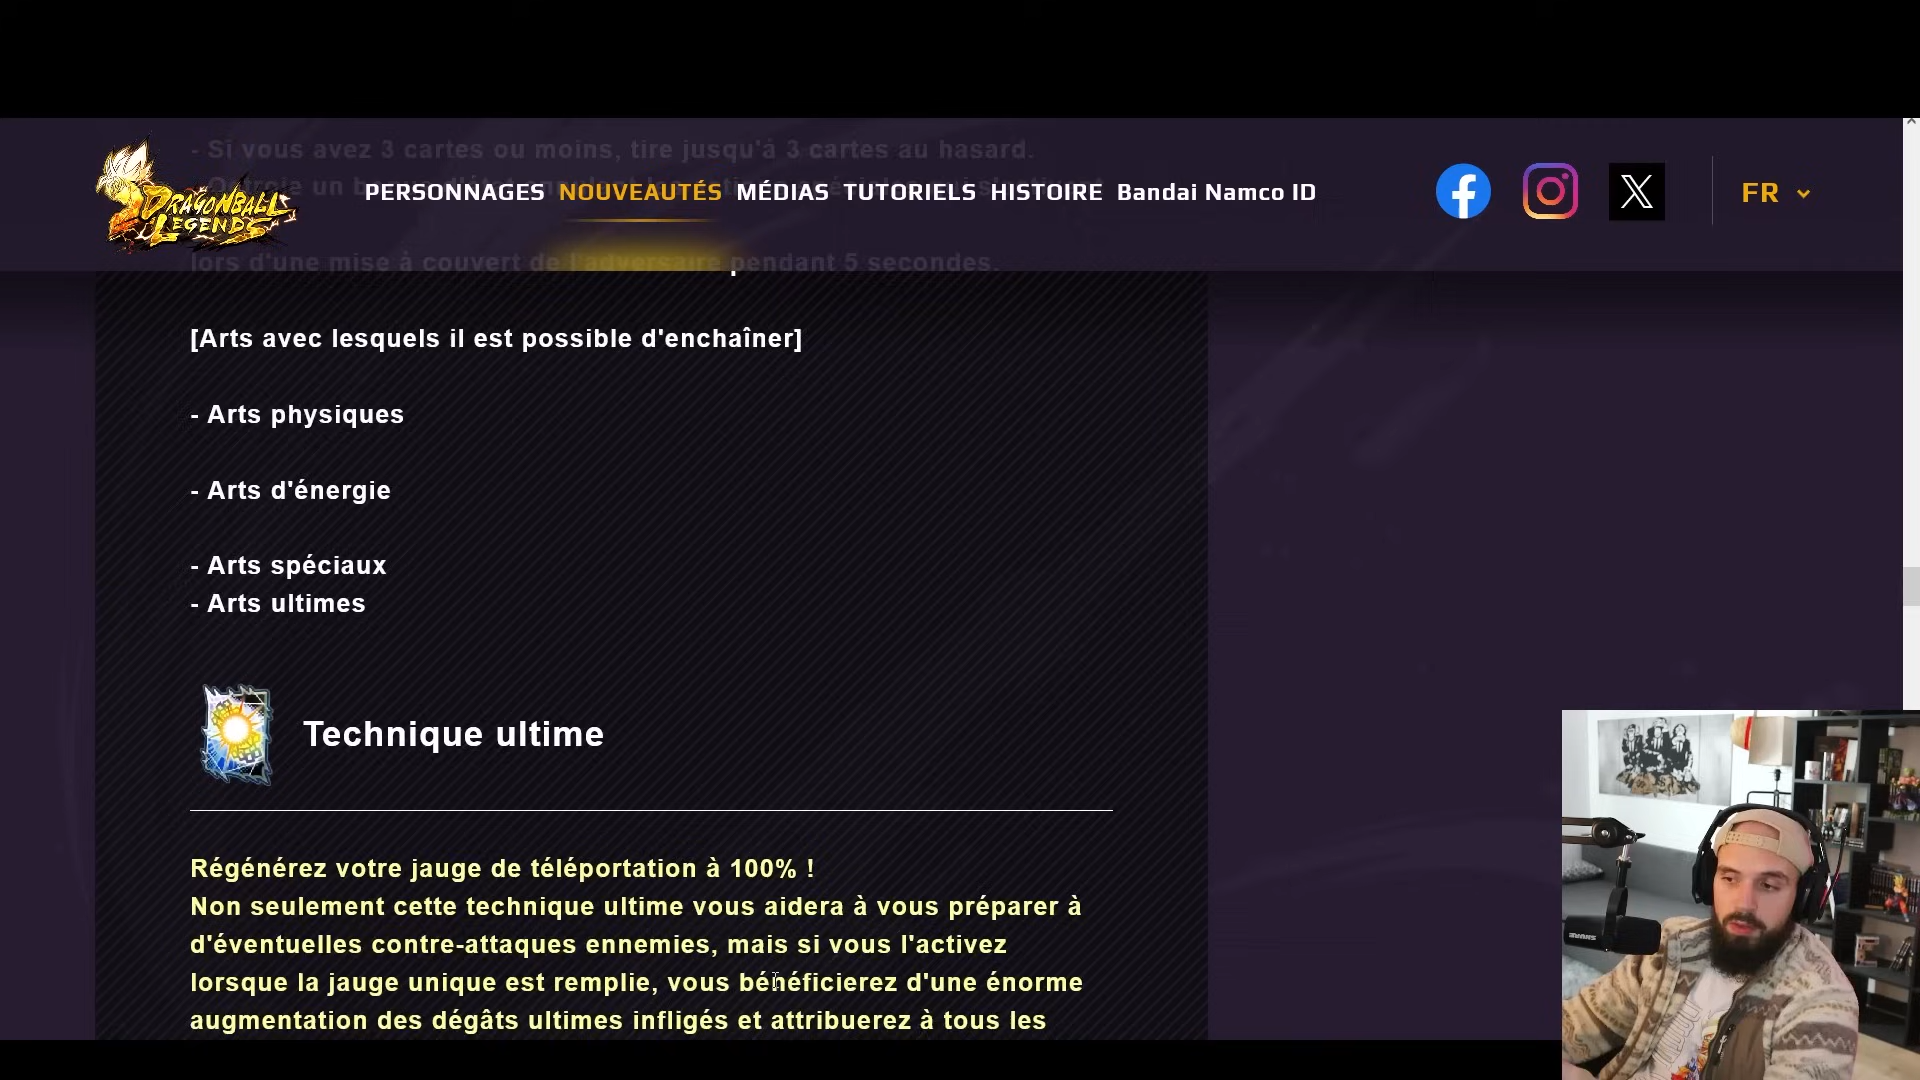 - Si vous avez 3 cartes ou moins, tire jusqu'à 3 cartes au hasard.
DRAGONBALL
LEGENDS
PERSONNAGES NOUVEAUTÉS MÉDIAS TUTORIELS HISTOIRE Bandai Namco ID
FR
lors d'une mise à couvert de l'adversaire pendant 5 secondes.
[Arts avec lesquels il est possible d'enchaîner]
- Arts physiques
- Arts d'énergie
- Arts spéciaux
- Arts ultimes
Technique ultime
Régénérez votre jauge de téléportation à 100% !
Non seulement cette technique ultime vous aidera à vous préparer à
d'éventuelles contre-attaques ennemies, mais si vous l'activez
lorsque la jauge unique est remplie, vous bénéficierez d'une énorme
augmentation des dégâts ultimes infligés et attribuerez à tous les